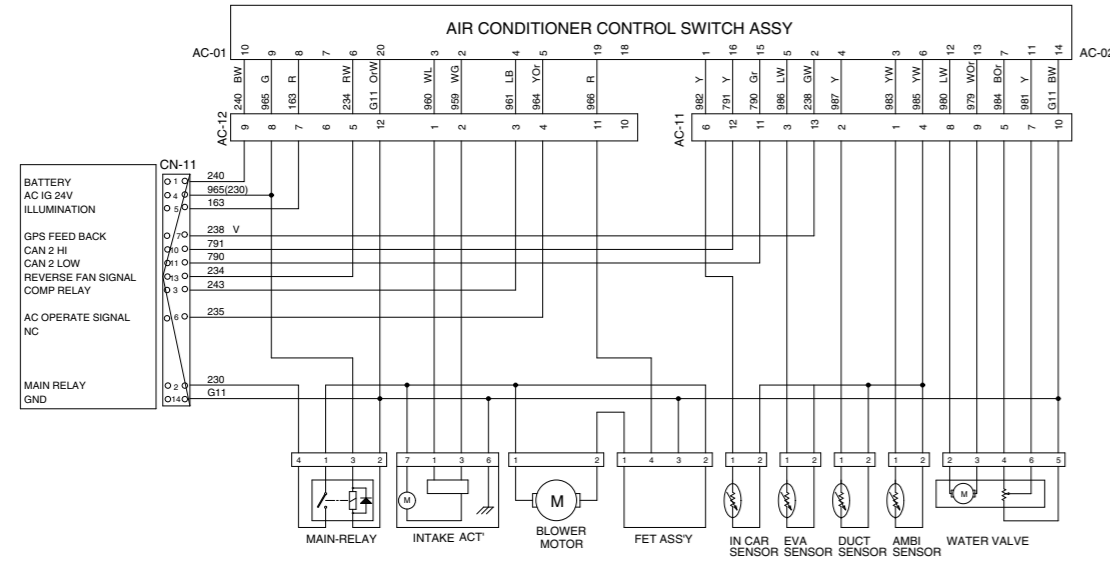 AIR CONDITIONER CONTROL SWITCH ASSY
AC-01 10 9 8 7 6 20 3 2 4 5 19 18 1 16 15 5 2 4 3 6 12 13 7 11 14 AC-02
BW G R RW OrW WL WG LB YOr R Y Y Gr LW GW Y YW YW LW WOr BOr Y BW
240 965 163 234 G11 960 959 961 964 966 982 791 790 986 238 987 983 985 980 979 984 981 G11
AC-12 9 8 7 6 5 12 1 2 3 4 11 10
AC-11 6 12 11 3 13 2 1 4 8 9 5 7 10
CN-11
BATTERY 1 240
AC IG 24V 4 965(230)
ILLUMINATION 5 163
GPS FEED BACK 7 238 V
CAN 2 HI 10 791
CAN 2 LOW 11 790
REVERSE FAN SIGNAL 13 234
COMP RELAY 3 243
AC OPERATE SIGNAL 6 235
NC
MAIN RELAY 2 230
GND 14 G11
4 1 3 2 7 1 3 6 1 2 1 4 3 2 1 2 1 2 1 2 1 2 2 3 4 6 5
M M M
MAIN-RELAY
INTAKE ACT'
BLOWER
MOTOR
FET ASS'Y
IN CAR
SENSOR
EVA
SENSOR
DUCT
SENSOR
AMBI
SENSOR
WATER VALVE